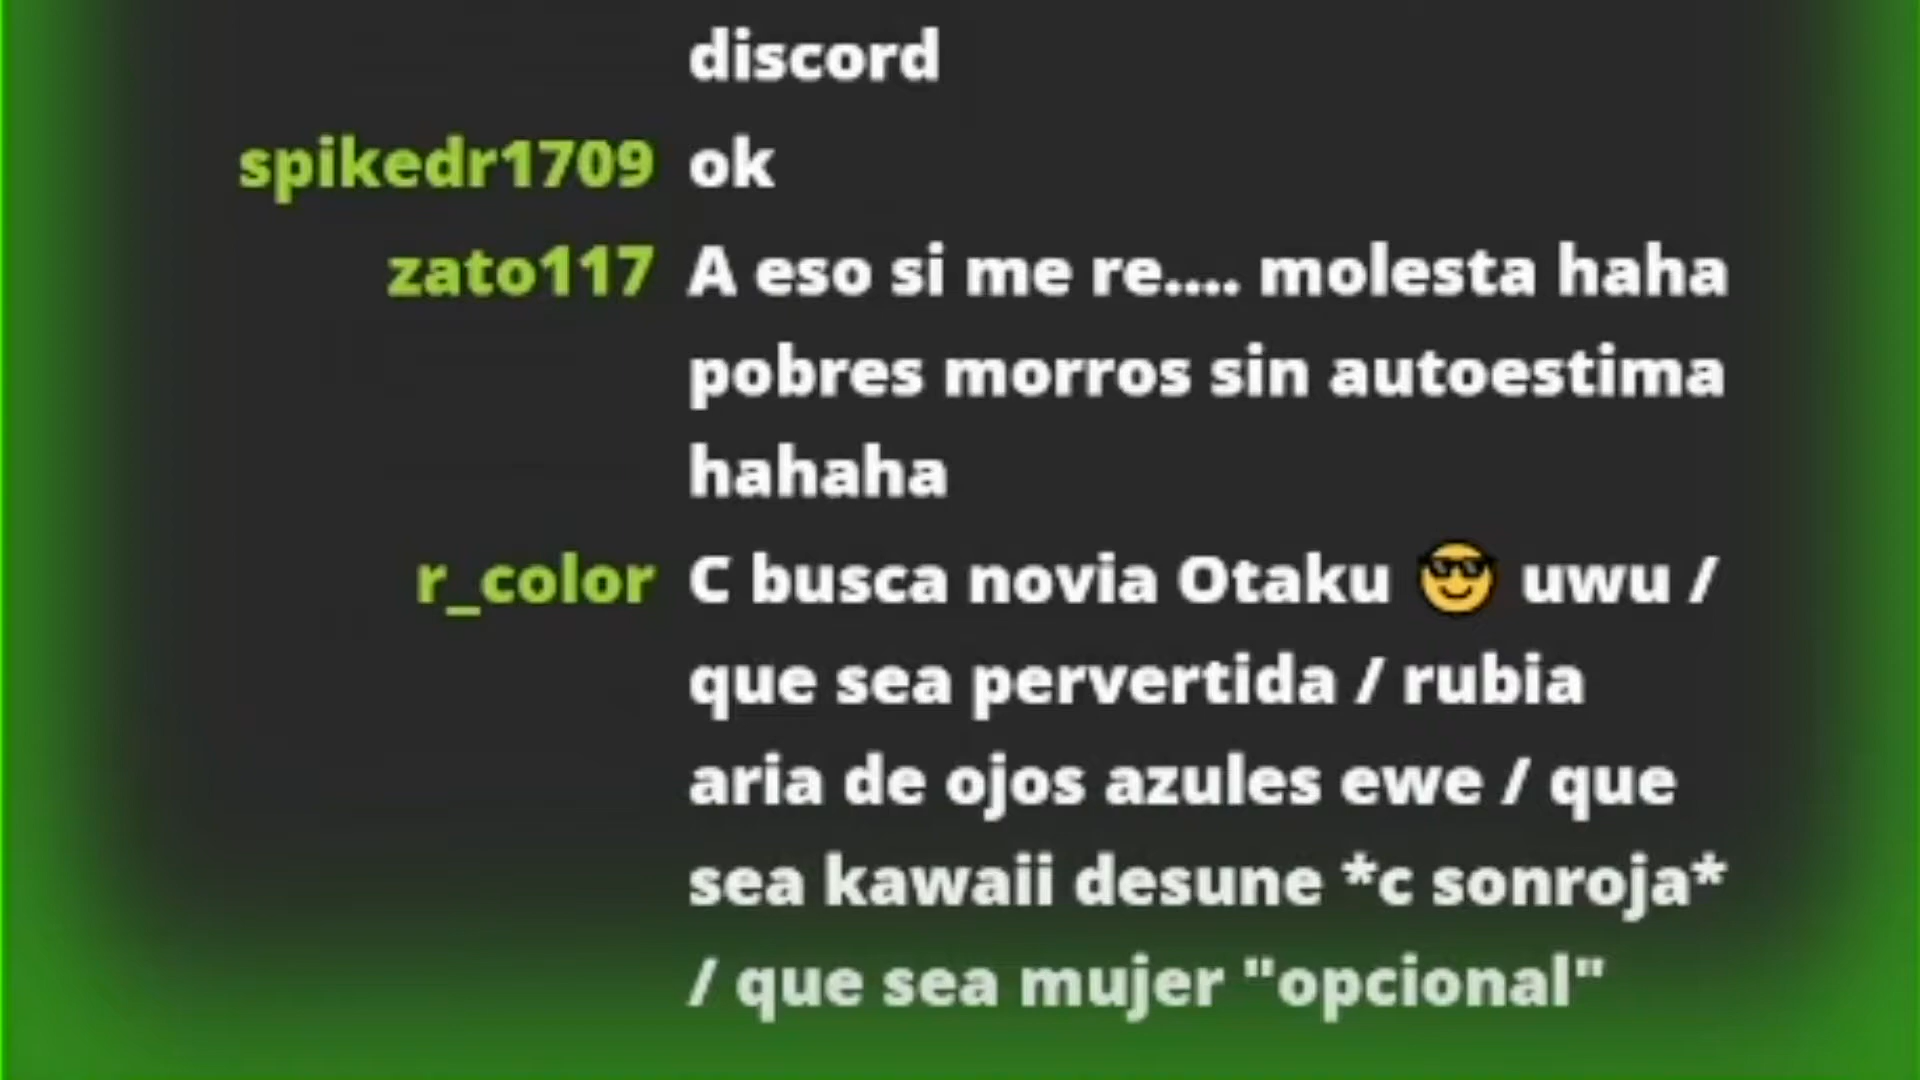 discord
spikedr1709 ok
zato117 A eso si me re.... molesta haha
pobres morros sin autoestima
hahaha
r_color C busca novia Otaku 😎 uwu /
que sea pervertida / rubia
aria de ojos azules ewe / que
sea kawaii desune *c sonroja*
/ que sea mujer "opcional"